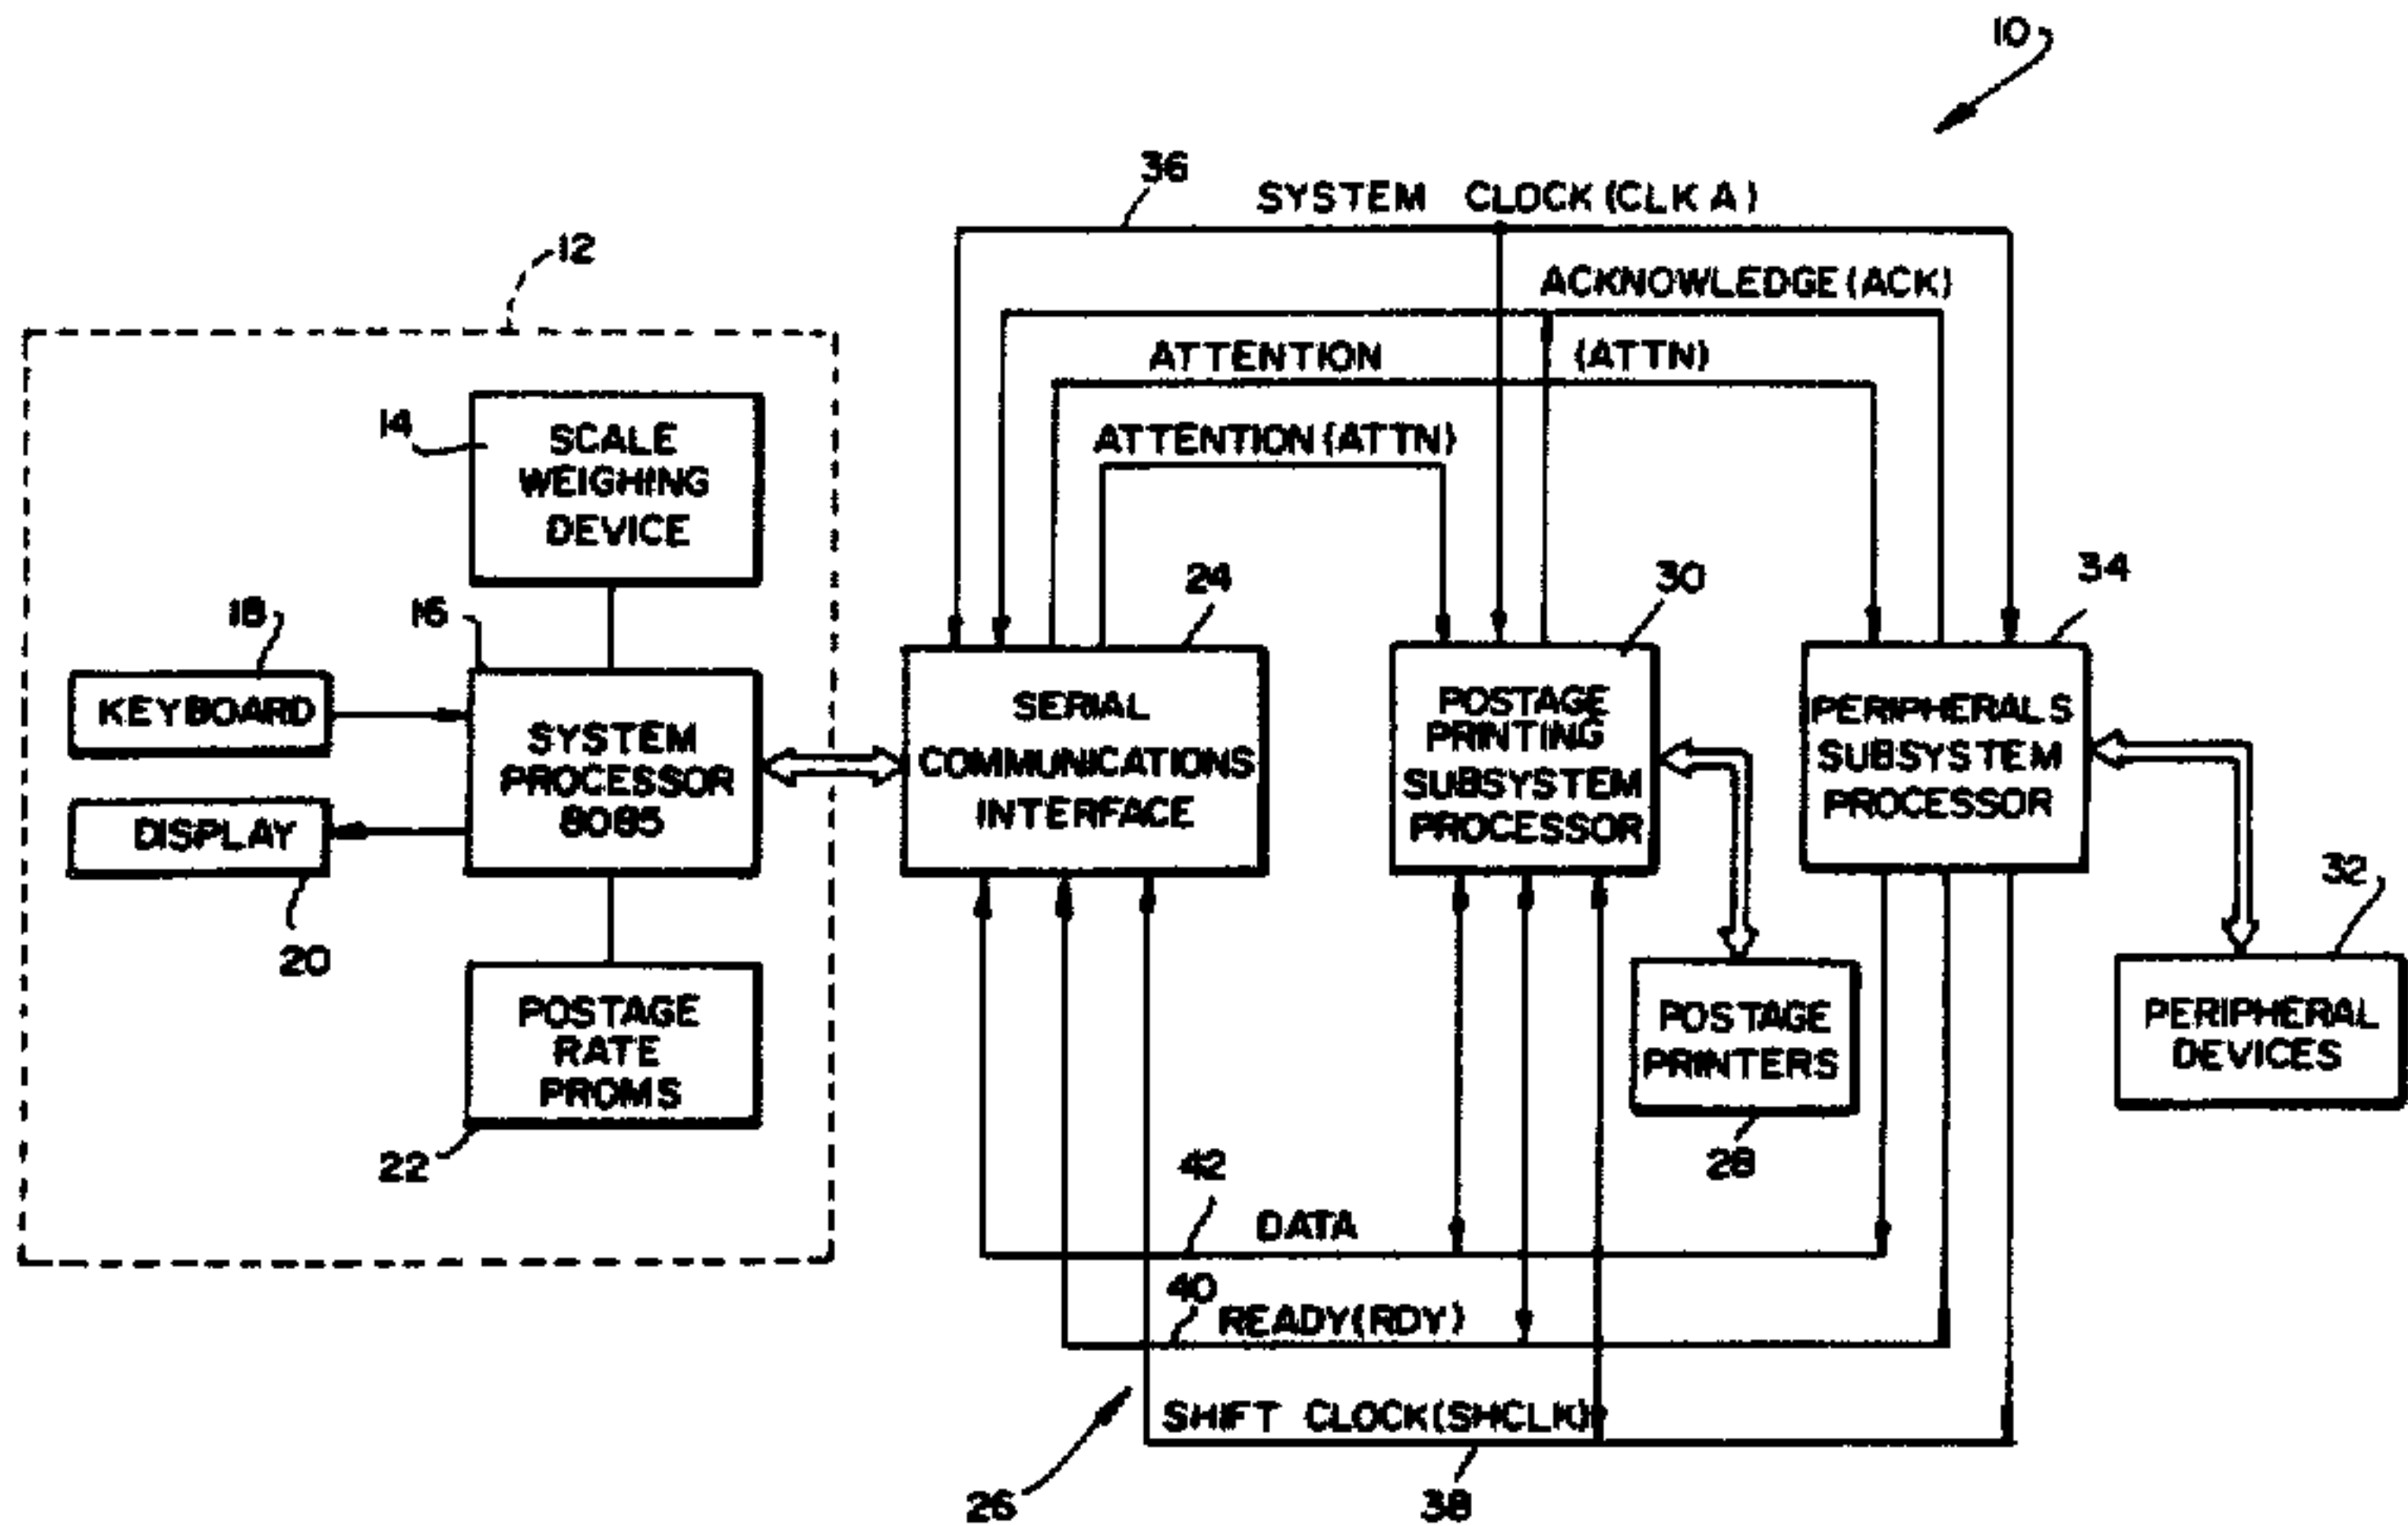 10
36
SYSTEM CLOCK (CLK A)
12
ACKNOWLEDGE (ACK)
ATTENTION (ATTN)
ATTENTION (ATTN)
14
SCALE
WEIGHING
DEVICE
18
16
24
30
34
KEYBOARD
DISPLAY
20
SYSTEM
PROCESSOR
8085
SERIAL
COMMUNICATIONS
INTERFACE
POSTAGE
PRINTING
SUBSYSTEM
PROCESSOR
PERIPHERALS
SUBSYSTEM
PROCESSOR
32
POSTAGE
RATE
PROMS
22
POSTAGE
PRINTERS
28
PERIPHERAL
DEVICES
42
DATA
40
READY (RDY)
SHIFT CLOCK (SHCLK)
26
38